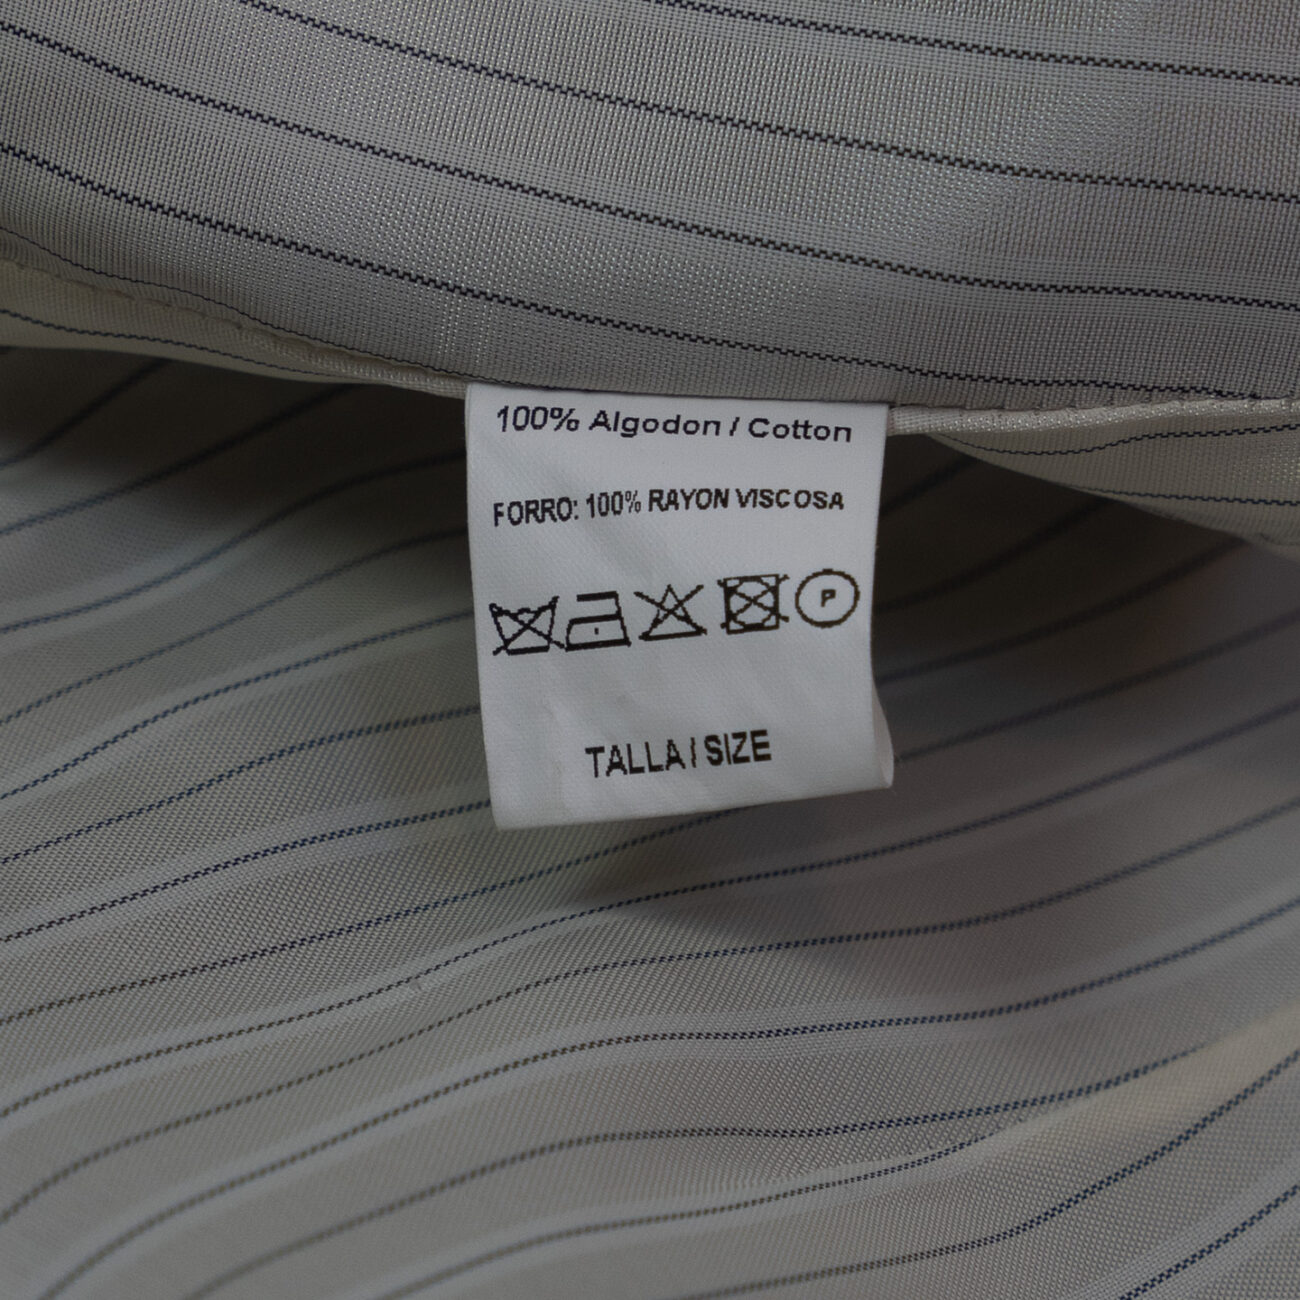 100% Algodon / Cotton
FORRO: 100% RAYON VISCOSA
P
TALLA / SIZE